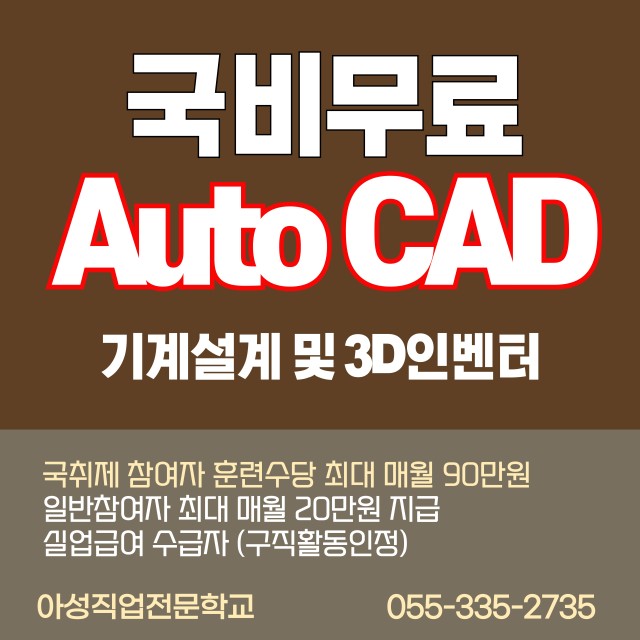 국비무료
Auto CAD
기계설계 및 3D인벤터
국취제 참여자 훈련수당 최대 매월 90만원
일반참여자 최대 매월 20만원 지급
실업급여 수급자 (구직활동인정)
아성직업전문학교 055-335-2735